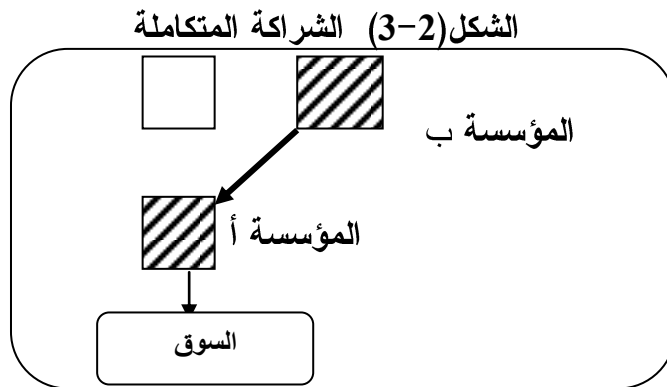 الشكل(2-3) الشراكة المتكاملة
المؤسسة ب
المؤسسة أ
السوق